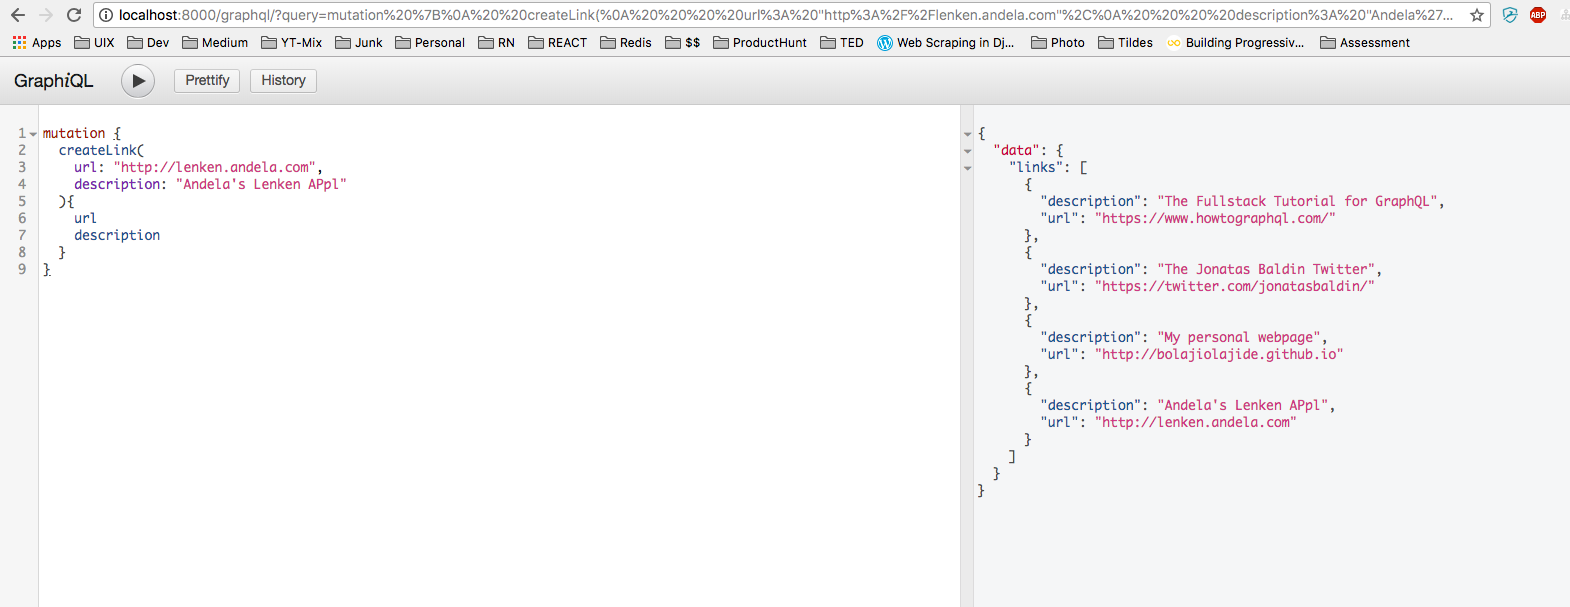 localhost:8000/graphql/?query=mutation%20%7B%0A%20%20createLink(%0A%20%20%20%20url%3A%20"http%3A%2F%2Flenken.andela.com"%2C%0A%20%20%20%20description%3A%20"Andela%27...
ABP
Apps UIX Dev Medium YT-Mix Junk Personal RN REACT Redis $$ ProductHunt TED Web Scraping in Dj... Photo Tildes Building Progressiv... Assessment
GraphiQL Prettify History
1 mutation {
2 createLink(
3 url: "http://lenken.andela.com",
4 description: "Andela's Lenken APpl"
5 ){
6 url
7 description
8 }
9 }
{
"data": {
"links": [
{
"description": "The Fullstack Tutorial for GraphQL",
"url": "https://www.howtographql.com/"
},
{
"description": "The Jonatas Baldin Twitter",
"url": "https://twitter.com/jonatasbaldin/"
},
{
"description": "My personal webpage",
"url": "http://bolajiolajide.github.io"
},
{
"description": "Andela's Lenken APpl",
"url": "http://lenken.andela.com"
}
]
}
}